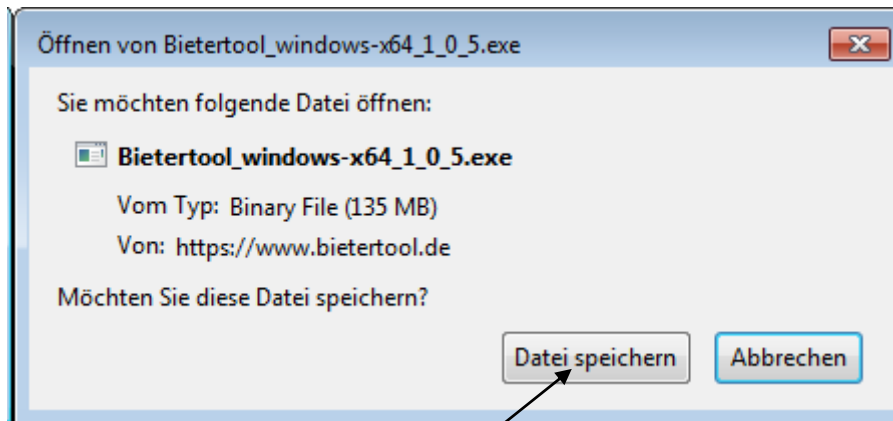 Öffnen von Bietertool_windows-x64_1_0_5.exe
Sie möchten folgende Datei öffnen:
Bietertool_windows-x64_1_0_5.exe
Vom Typ: Binary File (135 MB)
Von: https://www.bietertool.de
Möchten Sie diese Datei speichern?
Datei speichern Abbrechen